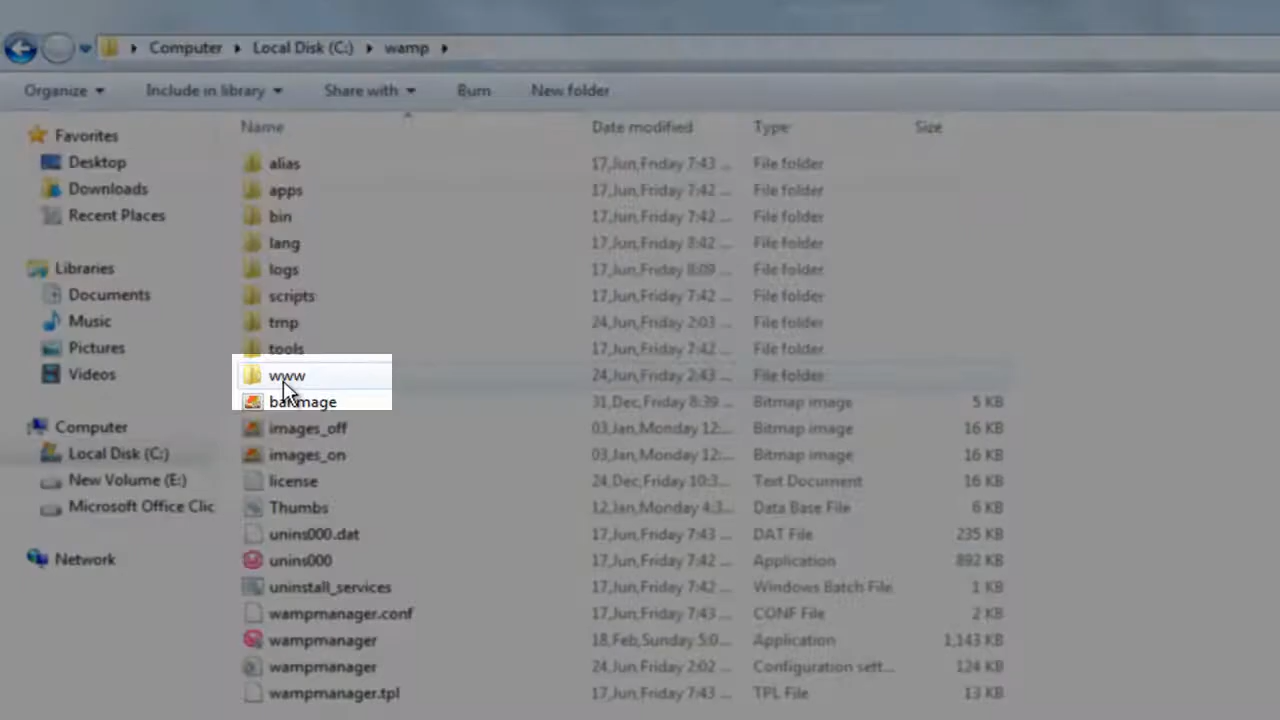 Computer Local Disk (C:) wamp
Organize Include in library Share with Burn New folder
Name Date modified Type Size
Favorites
Desktop
Downloads
Recent Places
Libraries
Documents
Music
Pictures
Videos
Computer
Local Disk (C:)
New Volume (E:)
Microsoft Office Clic
Network
alias 17,Jun,Friday 7:43 ... File folder
apps 17,Jun,Friday 7:42 ... File folder
bin 17,Jun,Friday 7:42 ... File folder
lang 17,Jun,Friday 8:42 ... File folder
logs 17,Jun,Friday 8:09 ... File folder
scripts 17,Jun,Friday 7:42 ... File folder
tmp 24,Jun,Friday 2:03 ... File folder
tools 17,Jun,Friday 7:42 ... File folder
www 24,Jun,Friday 2:43 ... File folder
31,Dec,Friday 8:39 ... Bitmap image 5 KB
images_off 03,Jan,Monday 12:... Bitmap image 16 KB
images_on 03,Jan,Monday 12:... Bitmap image 16 KB
license 24,Dec,Friday 10:3... Text Document 16 KB
Thumbs 12,Jan,Monday 4:3... Data Base File 6 KB
unins000.dat 17,Jun,Friday 7:43 ... DAT File 235 KB
unins000 17,Jun,Friday 7:42 ... Application 892 KB
uninstall_services 17,Jun,Friday 7:42 ... Windows Batch File 1 KB
wampmanager.conf 17,Jun,Friday 7:43 ... CONF File 2 KB
wampmanager 18,Feb,Sunday 5:0... Application 1,143 KB
wampmanager 24,Jun,Friday 2:02 ... Configuration sett... 124 KB
wampmanager.tpl 17,Jun,Friday 7:43 ... TPL File 13 KB